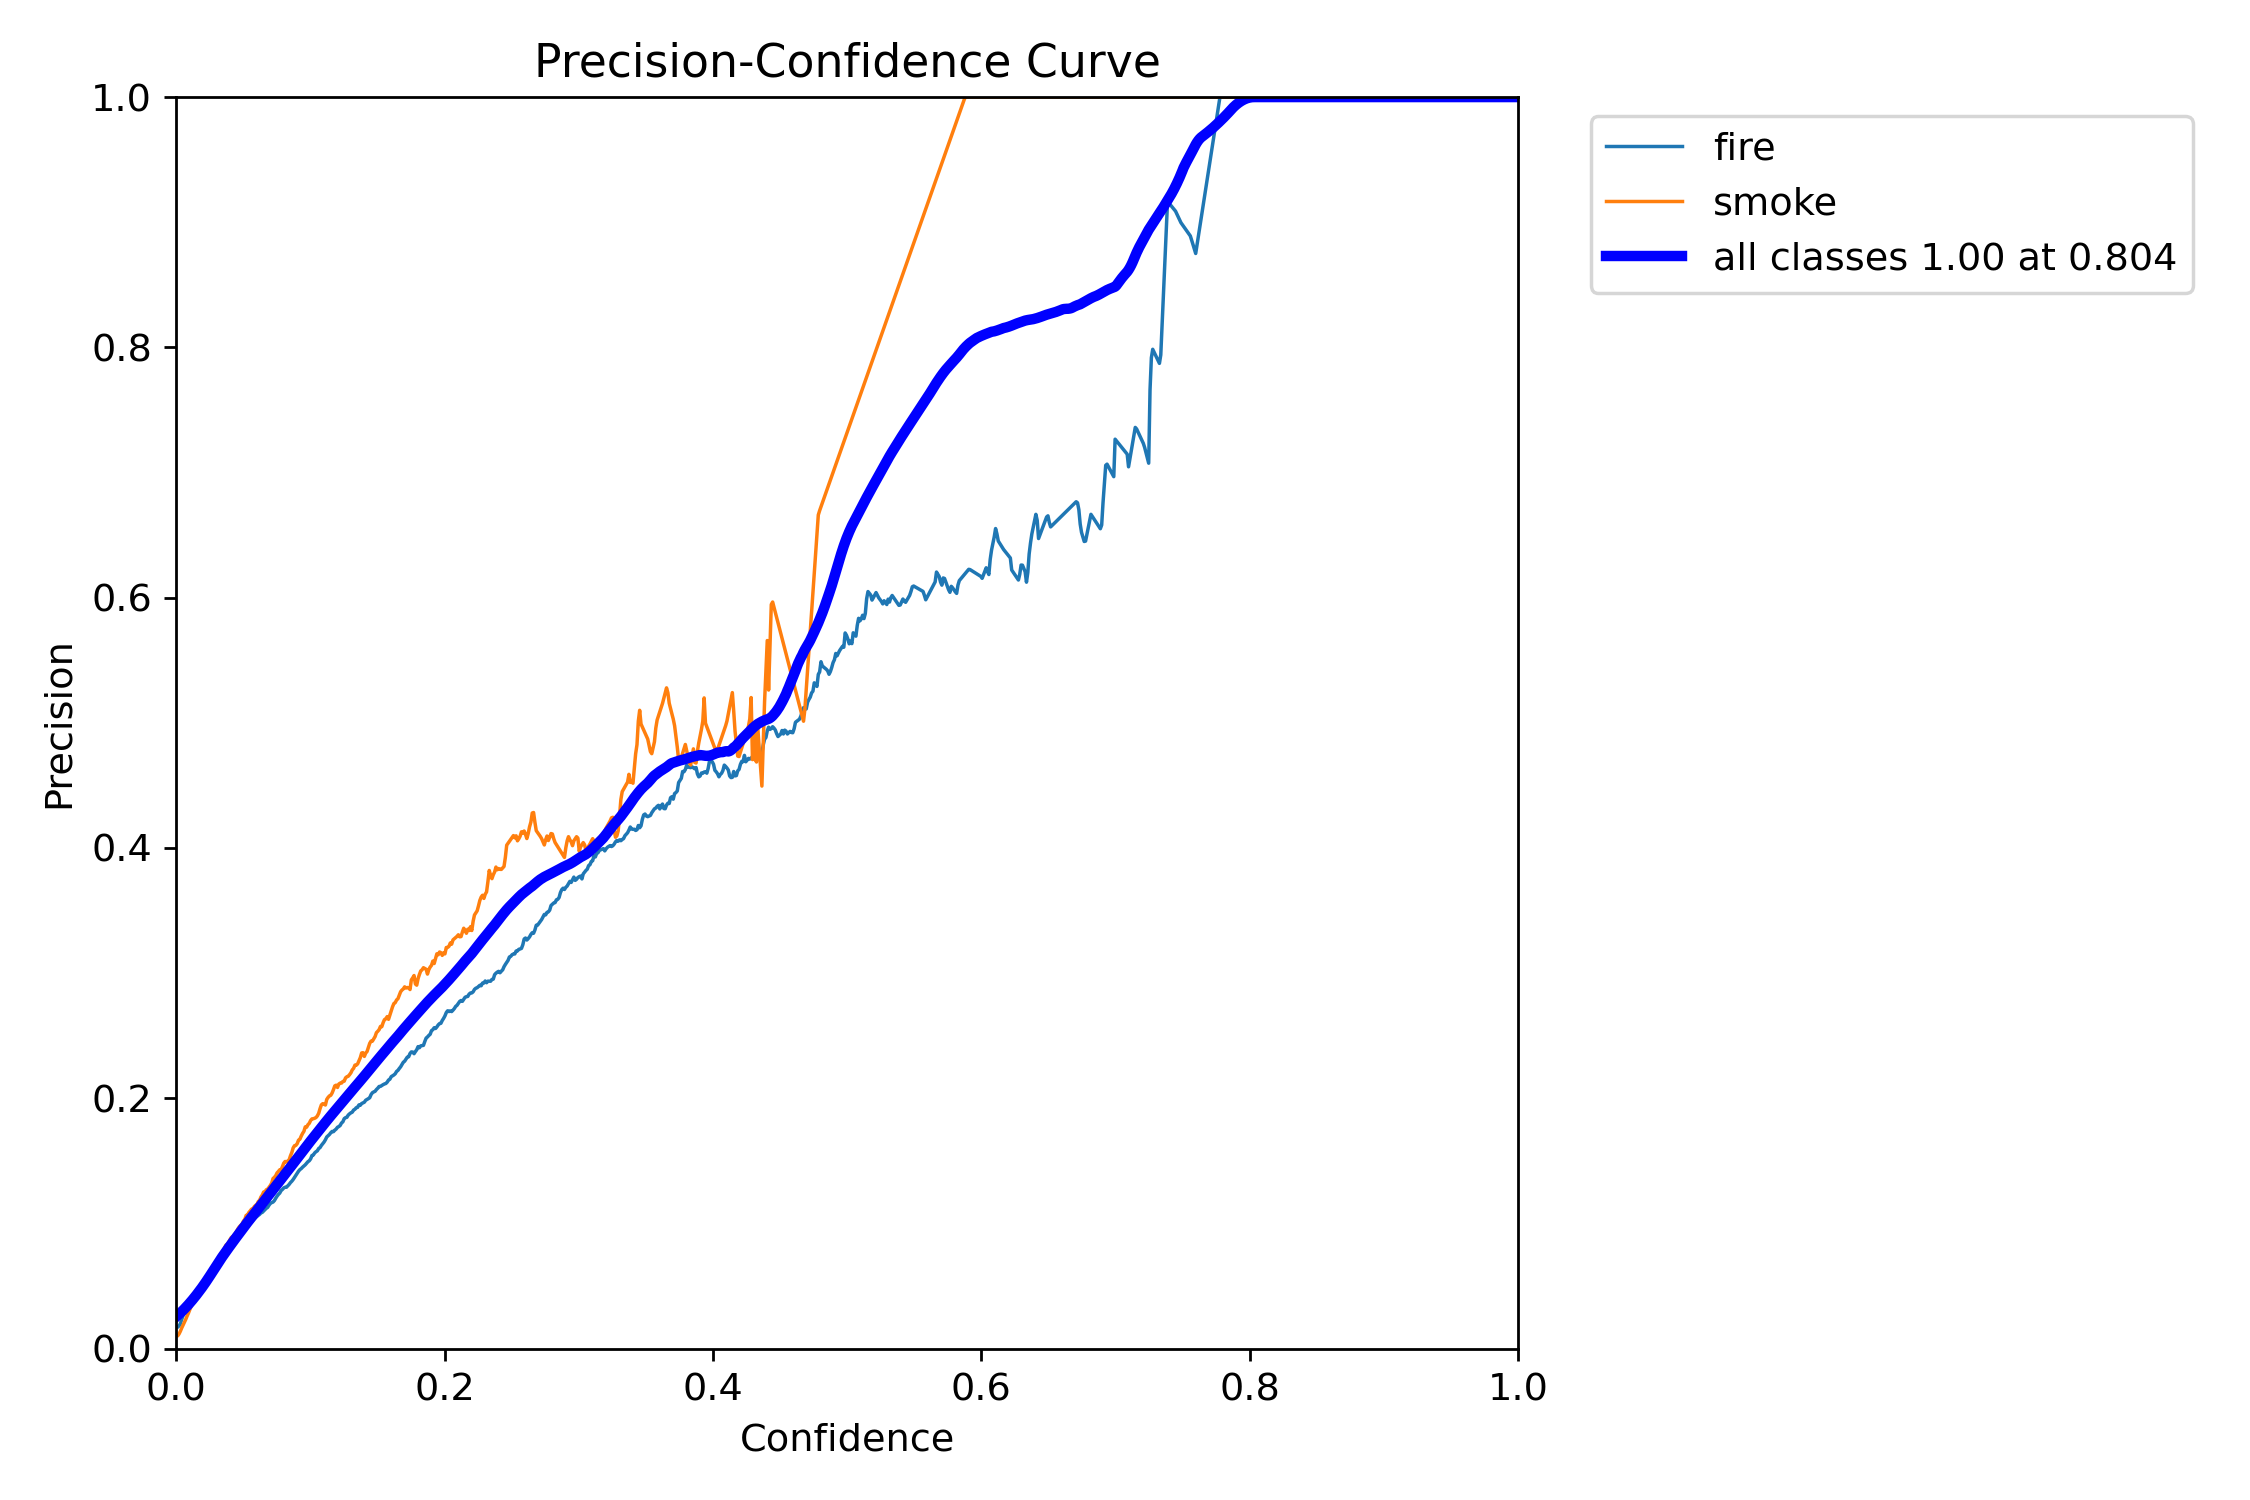 Precision-Confidence Curve
1.0
0.8
0.6
0.4
0.2
0.0
Precision
0.0 0.2 0.4 0.6 0.8 1.0
Confidence
fire
smoke
all classes 1.00 at 0.804